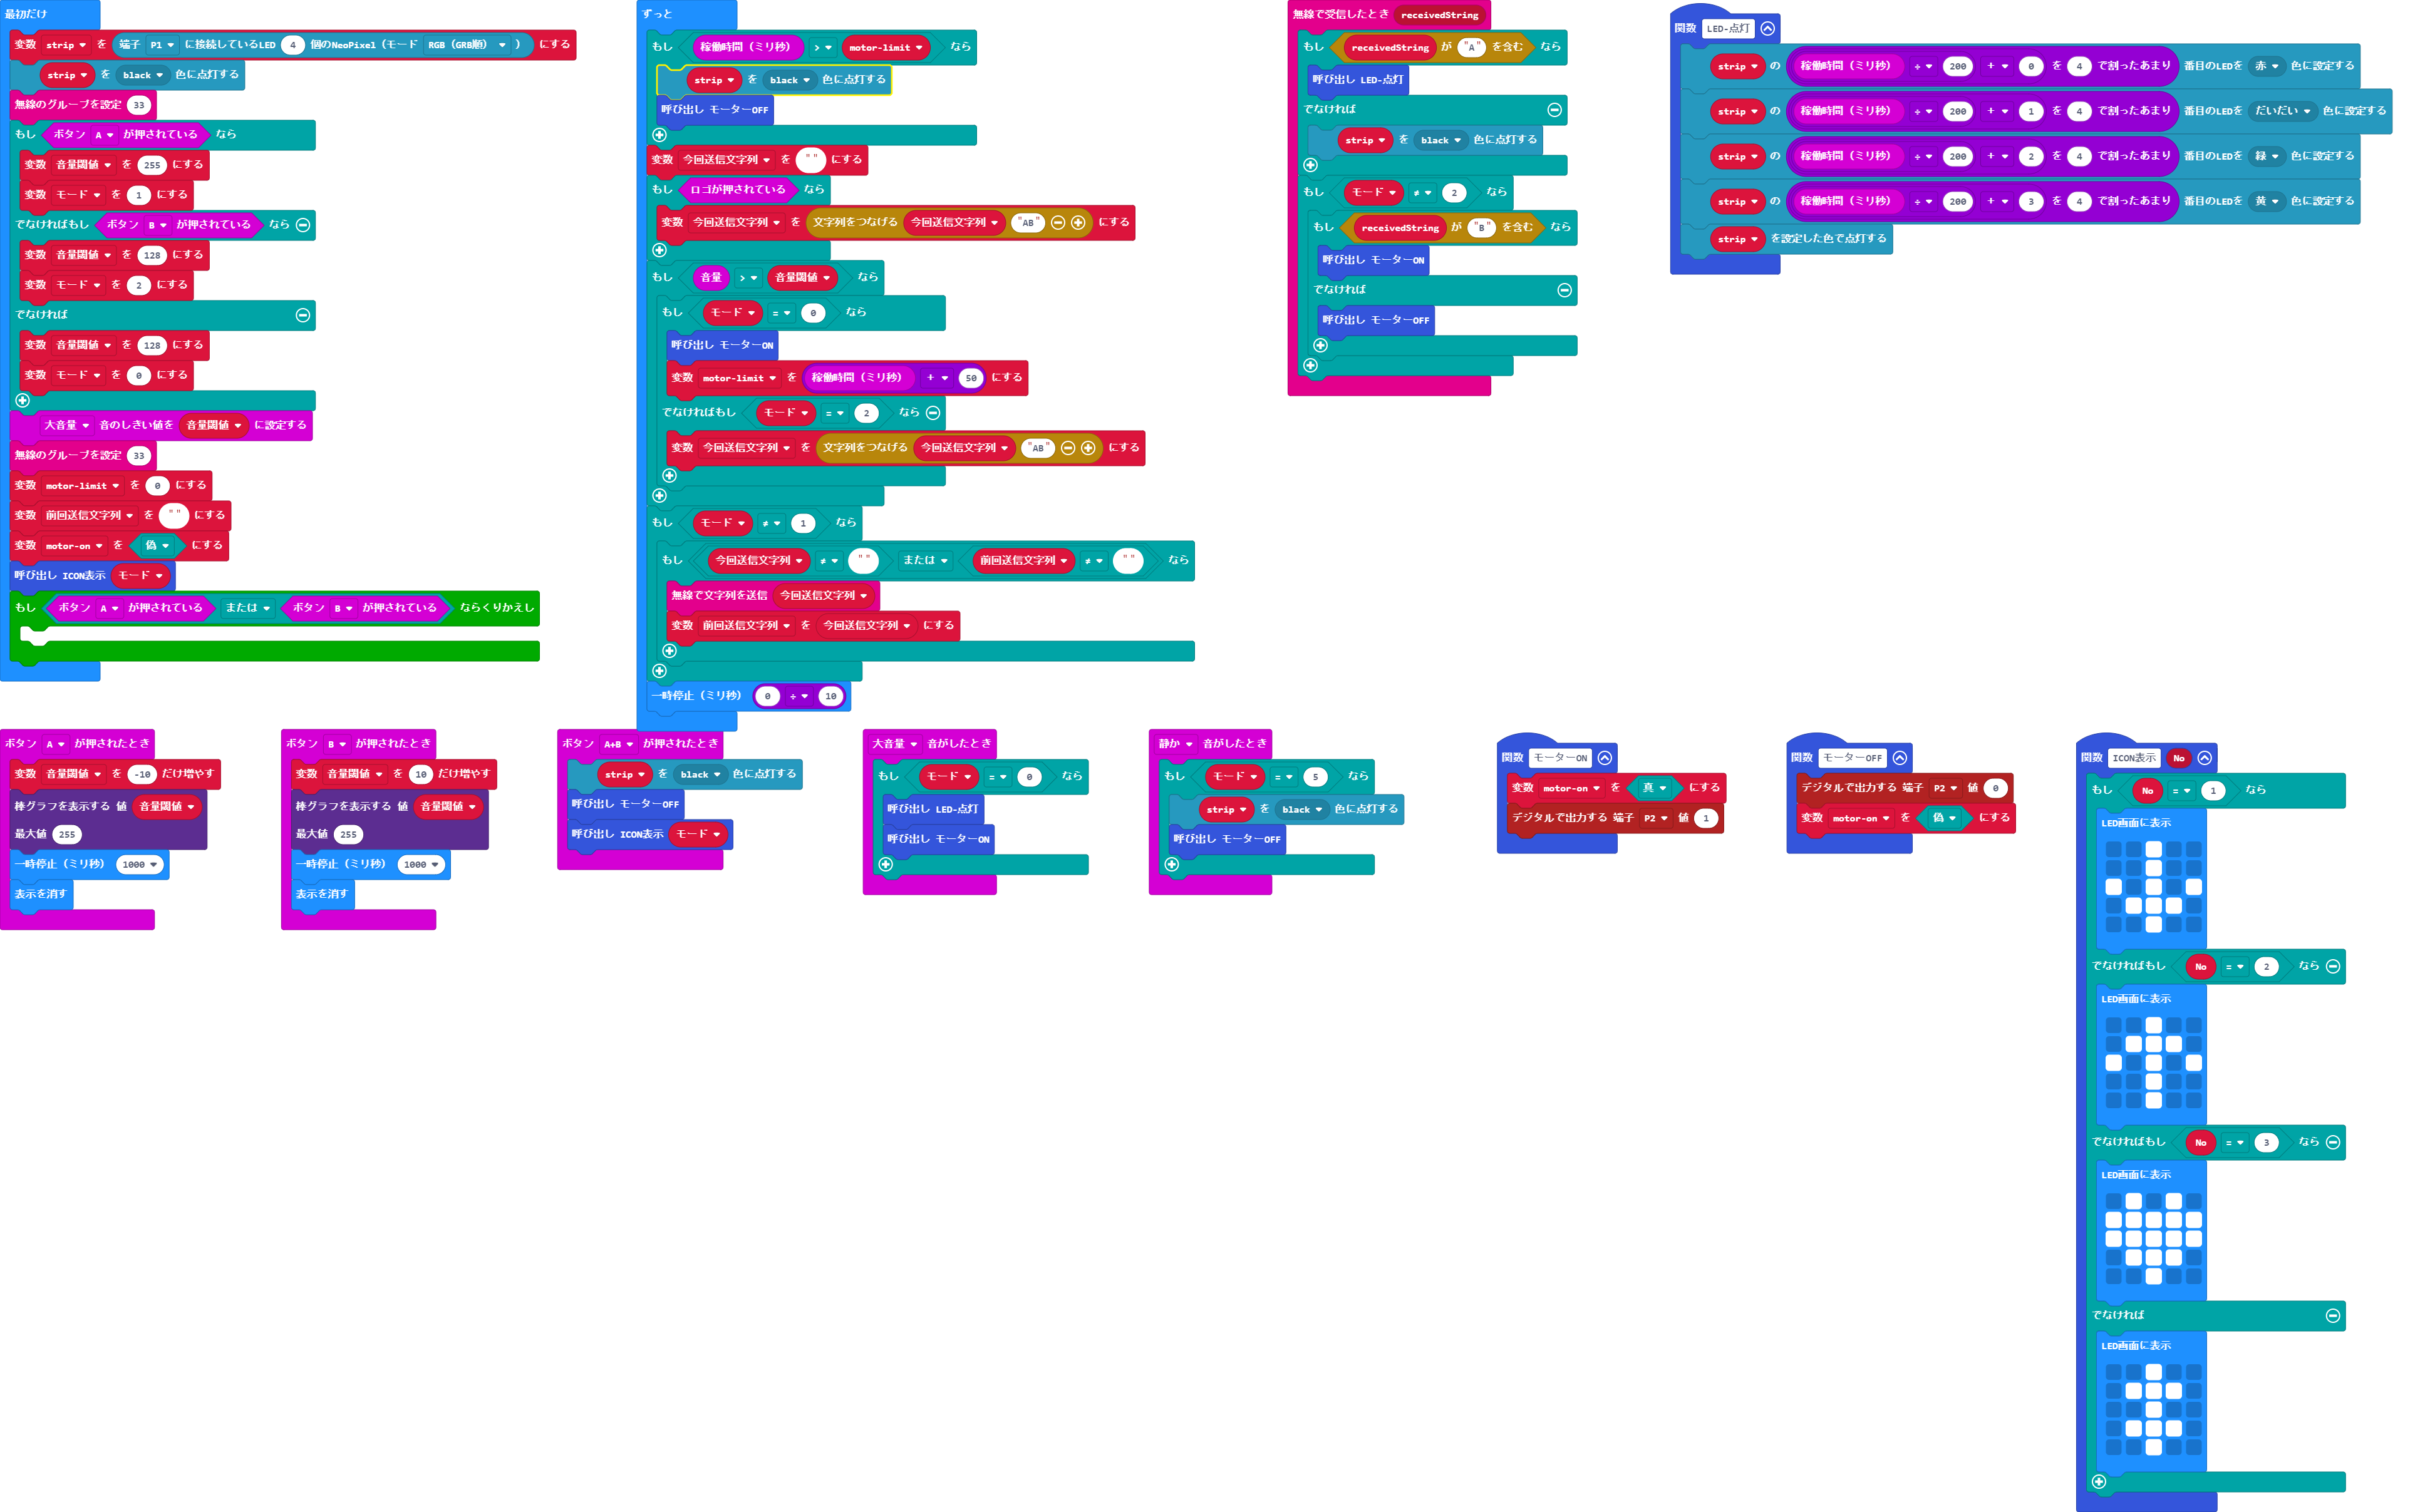 最初だけ
変数 strip を 端子 P1 に接続しているLED 4 個のNeoPixel（モード RGB（GRB順） ） にする
strip を black 色に点灯する
無線のグループを設定 33
もし ボタン A が押されている なら
変数 音量閾値 を 255 にする
変数 モード を 1 にする
でなければもし ボタン B が押されている なら
変数 音量閾値 を 128 にする
変数 モード を 2 にする
でなければ
変数 音量閾値 を 128 にする
変数 モード を 0 にする
大音量 音のしきい値を 音量閾値 に設定する
無線のグループを設定 33
変数 motor-limit を 0 にする
変数 前回送信文字列 を "" にする
変数 motor-on を 偽 にする
呼び出し ICON表示 モード
もし ボタン A が押されている または ボタン B が押されている ならくりかえし
ずっと
もし 稼働時間（ミリ秒） > motor-limit なら
strip を black 色に点灯する
呼び出し モーターOFF
変数 今回送信文字列 を "" にする
もし ロゴが押されている なら
変数 今回送信文字列 を 文字列をつなげる 今回送信文字列 "AB" にする
もし 音量 > 音量閾値 なら
もし モード = 0 なら
呼び出し モーターON
変数 motor-limit を 稼働時間（ミリ秒） + 50 にする
でなければもし モード = 2 なら
変数 今回送信文字列 を 文字列をつなげる 今回送信文字列 "AB" にする
もし モード ≠ 1 なら
もし 今回送信文字列 ≠ "" または 前回送信文字列 ≠ "" なら
無線で文字列を送信 今回送信文字列
変数 前回送信文字列 を 今回送信文字列 にする
一時停止（ミリ秒） 0 ÷ 10
無線で受信したとき receivedString
もし receivedString が "A" を含む なら
呼び出し LED-点灯
でなければ
strip を black 色に点灯する
もし モード ≠ 2 なら
もし receivedString が "B" を含む なら
呼び出し モーターON
でなければ
呼び出し モーターOFF
関数 LED-点灯
strip の 稼働時間（ミリ秒） ÷ 200 + 0 を 4 で割ったあまり 番目のLEDを 赤 色に設定する
strip の 稼働時間（ミリ秒） ÷ 200 + 1 を 4 で割ったあまり 番目のLEDを だいだい 色に設定する
strip の 稼働時間（ミリ秒） ÷ 200 + 2 を 4 で割ったあまり 番目のLEDを 緑 色に設定する
strip の 稼働時間（ミリ秒） ÷ 200 + 3 を 4 で割ったあまり 番目のLEDを 黄 色に設定する
strip を設定した色で点灯する
ボタン A が押されたとき
変数 音量閾値 を -10 だけ増やす
棒グラフを表示する 値 音量閾値
最大値 255
一時停止（ミリ秒） 1000
表示を消す
ボタン B が押されたとき
変数 音量閾値 を 10 だけ増やす
棒グラフを表示する 値 音量閾値
最大値 255
一時停止（ミリ秒） 1000
表示を消す
ボタン A+B が押されたとき
strip を black 色に点灯する
呼び出し モーターOFF
呼び出し ICON表示 モード
大音量 音がしたとき
もし モード = 0 なら
呼び出し LED-点灯
呼び出し モーターON
静か 音がしたとき
もし モード = 5 なら
strip を black 色に点灯する
呼び出し モーターOFF
関数 モーターON
変数 motor-on を 真 にする
デジタルで出力する 端子 P2 値 1
関数 モーターOFF
デジタルで出力する 端子 P2 値 0
変数 motor-on を 偽 にする
関数 ICON表示 No
もし No = 1 なら
LED画面に表示
でなければもし No = 2 なら
LED画面に表示
でなければもし No = 3 なら
LED画面に表示
でなければ
LED画面に表示